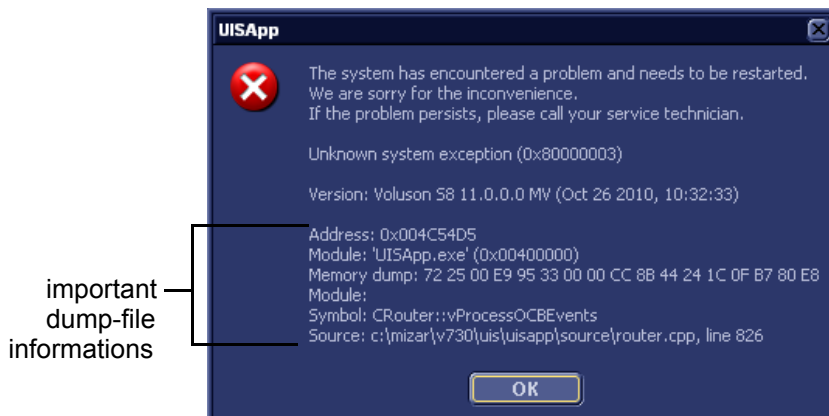 UISApp
The system has encountered a problem and needs to be restarted.
We are sorry for the inconvenience.
If the problem persists, please call your service technician.
Unknown system exception (0x80000003)
Version: Voluson S8 11.0.0.0 MV (Oct 26 2010, 10:32:33)
Address: 0x004C54D5
Module: 'UISApp.exe' (0x00400000)
Memory dump: 72 25 00 E9 95 33 00 00 CC 8B 44 24 1C 0F B7 80 E8
Module:
Symbol: CRouter::vProcessOCBEvents
Source: c:\mizar\v730\uis\uisapp\source\router.cpp, line 826
important
dump-file
informations
OK